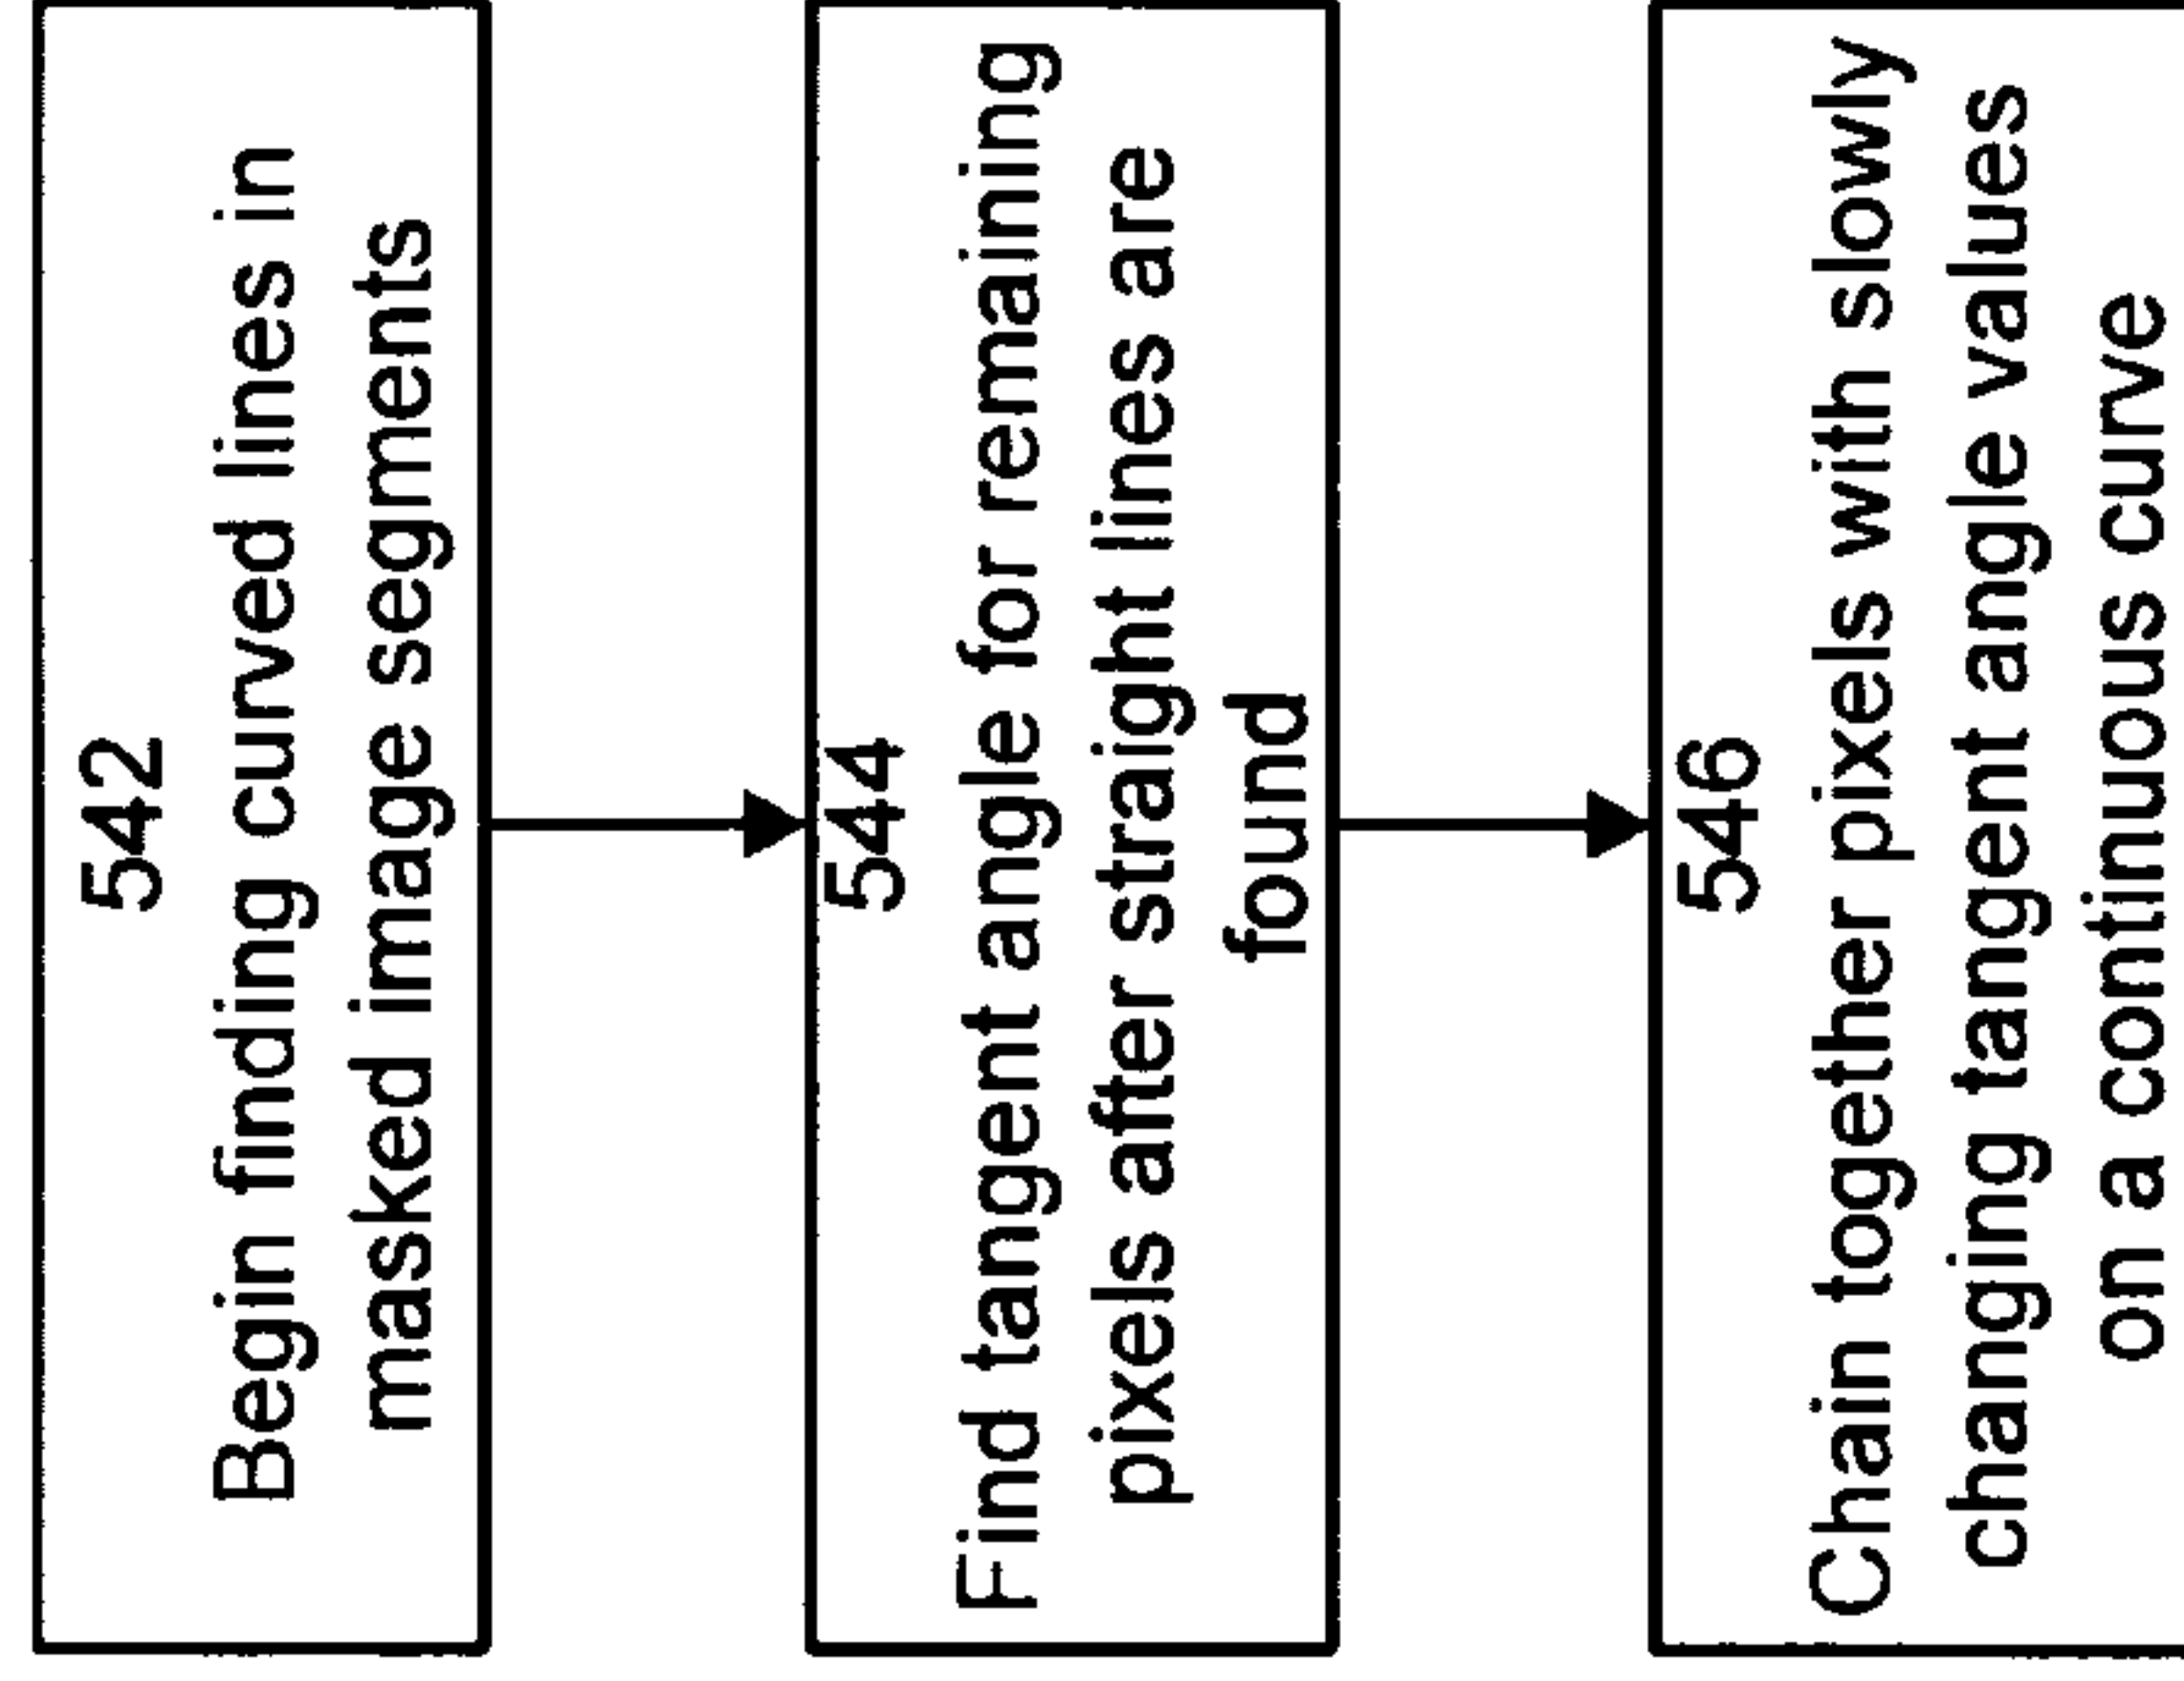 542
Begin finding curved lines in
masked image segments
544
Find tangent angle for remaining
pixels after straight lines are
found
546
Chain together pixels with slowly
changing tangent angle values
on a continuous curve